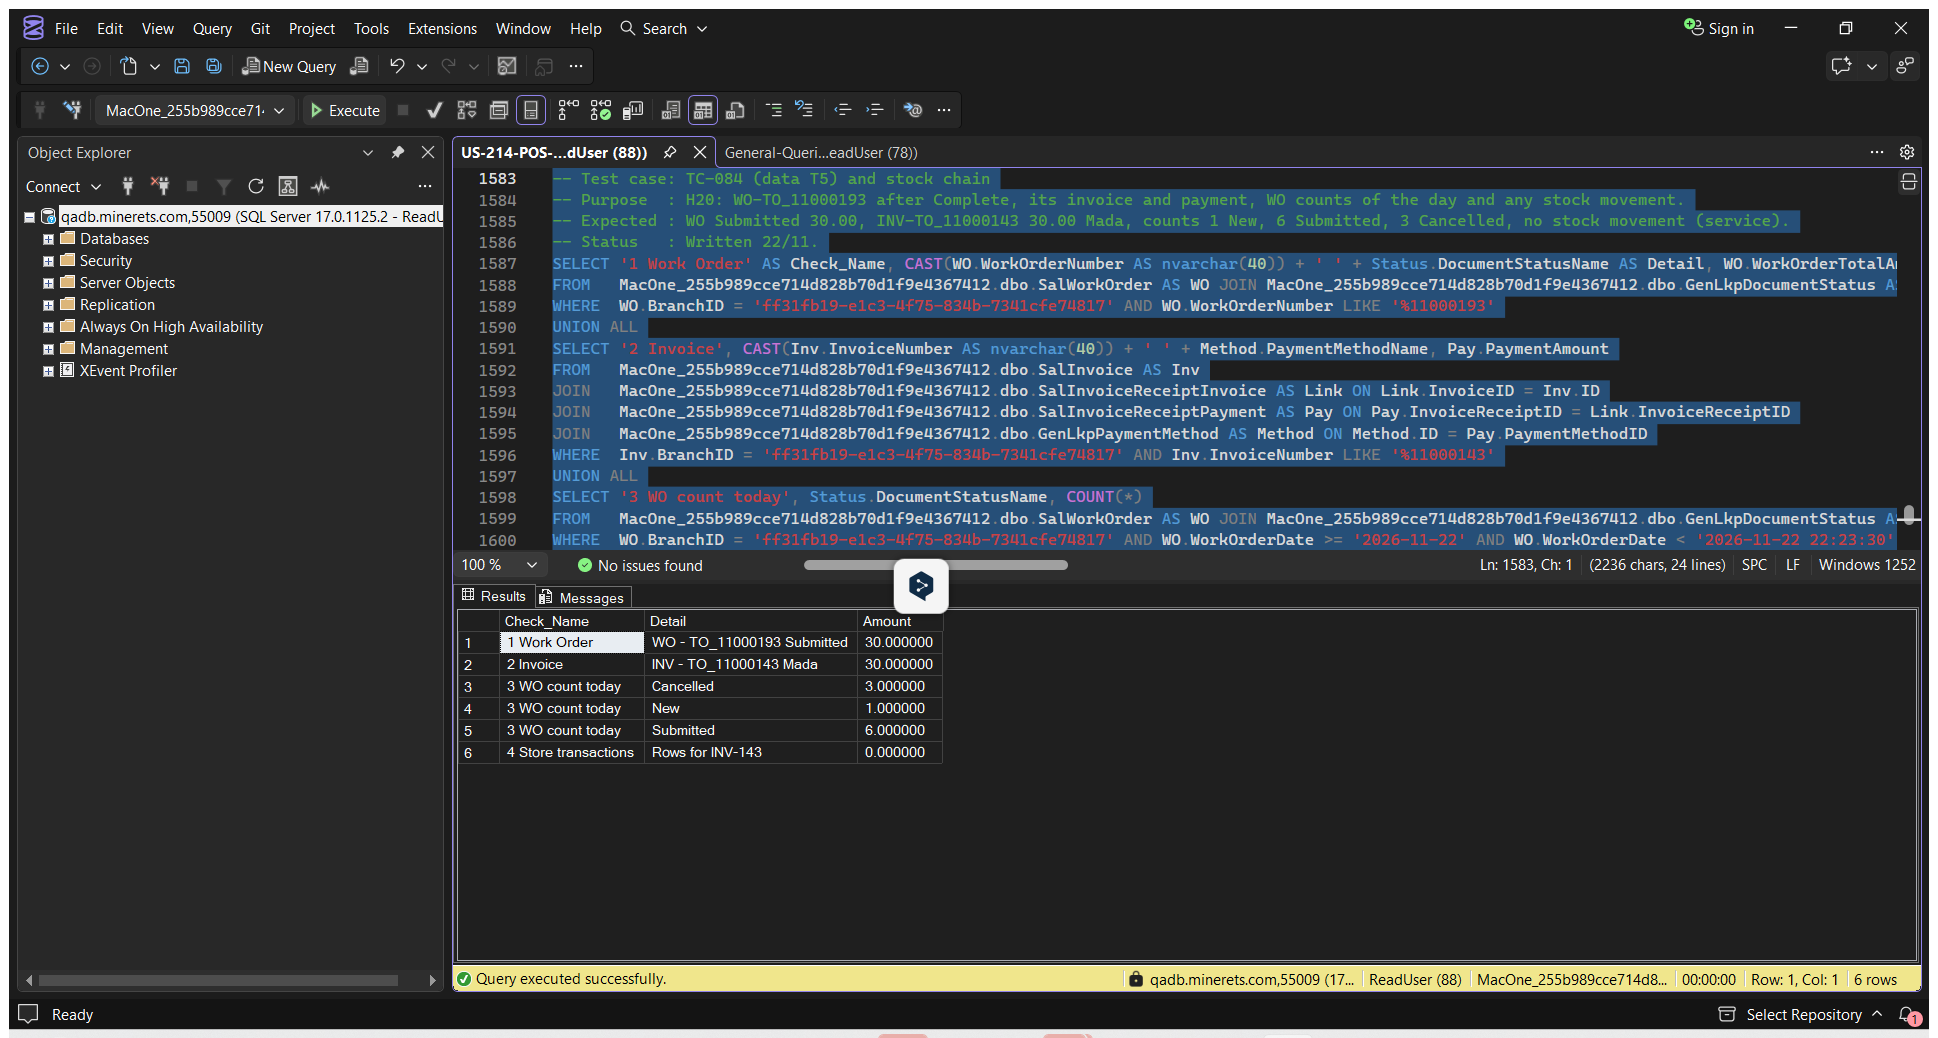 File Edit View Query Git Project Tools Extensions Window Help Search Sign in
New Query
MacOne_255b989cce714 Execute
Object Explorer
Connect
qadb.minerets.com,55009 (SQL Server 17.0.1125.2 - ReadU
Databases
Security
Server Objects
Replication
Always On High Availability
Management
XEvent Profiler
US-214-POS-...dUser (88)) General-Queri...eadUser (78))
1583 -- Test case: TC-084 (data T5) and stock chain
1584 -- Purpose : H20: WO-TO_11000193 after Complete, its invoice and payment, WO counts of the day and any stock movement.
1585 -- Expected : WO Submitted 30.00, INV-TO_11000143 30.00 Mada, counts 1 New, 6 Submitted, 3 Cancelled, no stock movement (service).
1586 -- Status : Written 22/11.
1587 SELECT '1 Work Order' AS Check_Name, CAST(WO.WorkOrderNumber AS nvarchar(40)) + ' ' + Status.DocumentStatusName AS Detail, WO.WorkOrderTotalA
1588 FROM MacOne_255b989cce714d828b70d1f9e4367412.dbo.SalWorkOrder AS WO JOIN MacOne_255b989cce714d828b70d1f9e4367412.dbo.GenLkpDocumentStatus A
1589 WHERE WO.BranchID = 'ff31fb19-e1c3-4f75-834b-7341cfe74817' AND WO.WorkOrderNumber LIKE '%11000193'
1590 UNION ALL
1591 SELECT '2 Invoice', CAST(Inv.InvoiceNumber AS nvarchar(40)) + ' ' + Method.PaymentMethodName, Pay.PaymentAmount
1592 FROM MacOne_255b989cce714d828b70d1f9e4367412.dbo.SalInvoice AS Inv
1593 JOIN MacOne_255b989cce714d828b70d1f9e4367412.dbo.SalInvoiceReceiptInvoice AS Link ON Link.InvoiceID = Inv.ID
1594 JOIN MacOne_255b989cce714d828b70d1f9e4367412.dbo.SalInvoiceReceiptPayment AS Pay ON Pay.InvoiceReceiptID = Link.InvoiceReceiptID
1595 JOIN MacOne_255b989cce714d828b70d1f9e4367412.dbo.GenLkpPaymentMethod AS Method ON Method.ID = Pay.PaymentMethodID
1596 WHERE Inv.BranchID = 'ff31fb19-e1c3-4f75-834b-7341cfe74817' AND Inv.InvoiceNumber LIKE '%11000143'
1597 UNION ALL
1598 SELECT '3 WO count today', Status.DocumentStatusName, COUNT(*)
1599 FROM MacOne_255b989cce714d828b70d1f9e4367412.dbo.SalWorkOrder AS WO JOIN MacOne_255b989cce714d828b70d1f9e4367412.dbo.GenLkpDocumentStatus A
1600 WHERE WO.BranchID = 'ff31fb19-e1c3-4f75-834b-7341cfe74817' AND WO.WorkOrderDate >= '2026-11-22' AND WO.WorkOrderDate < '2026-11-22 22:23:30'
100 % No issues found Ln: 1583, Ch: 1 (2236 chars, 24 lines) SPC LF Windows 1252
Results Messages
Check_Name Detail Amount
1 1 Work Order WO - TO_11000193 Submitted 30.000000
2 2 Invoice INV - TO_11000143 Mada 30.000000
3 3 WO count today Cancelled 3.000000
4 3 WO count today New 1.000000
5 3 WO count today Submitted 6.000000
6 4 Store transactions Rows for INV-143 0.000000
Query executed successfully. qadb.minerets.com,55009 (17... ReadUser (88) MacOne_255b989cce714d8... 00:00:00 Row: 1, Col: 1 6 rows
Ready Select Repository 1